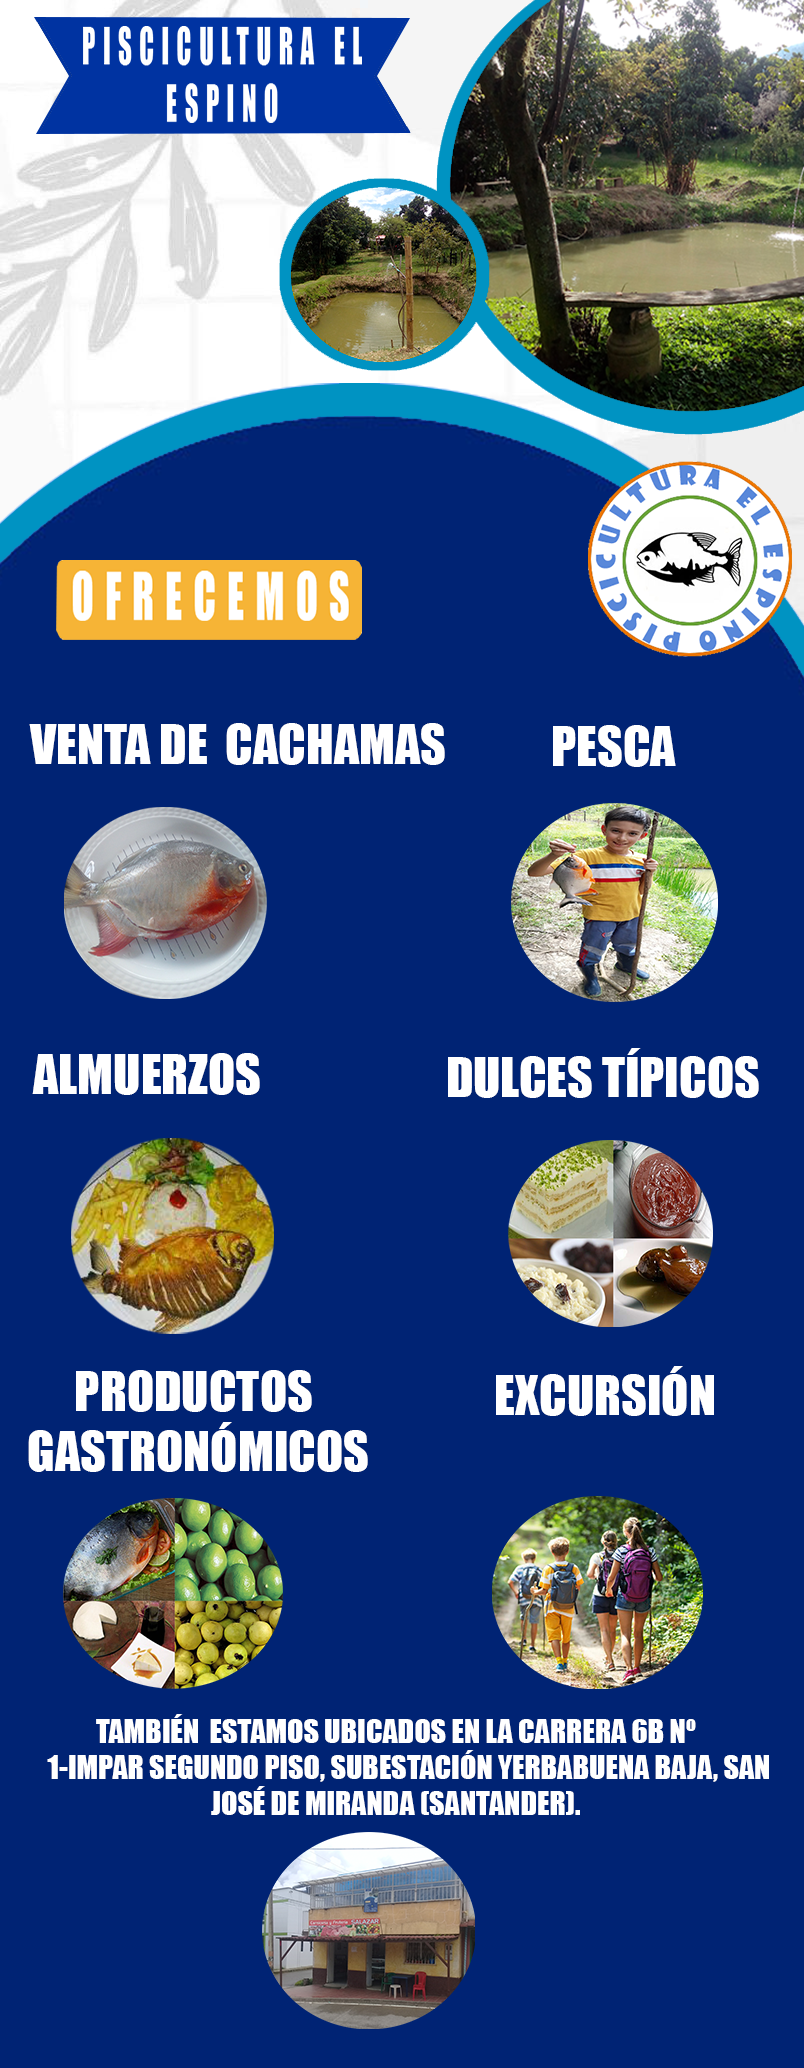 PISCICULTURA EL
ESPINO
PISCICULTURA EL ESPINO
OFRECEMOS
VENTA DE CACHAMAS
PESCA
ALMUERZOS
DULCES TÍPICOS
PRODUCTOS
GASTRONÓMICOS
EXCURSIÓN
TAMBIÉN ESTAMOS UBICADOS EN LA CARRERA 6B Nº
1-IMPAR SEGUNDO PISO, SUBESTACIÓN YERBABUENA BAJA, SAN
JOSÉ DE MIRANDA (SANTANDER).
SALAZAR